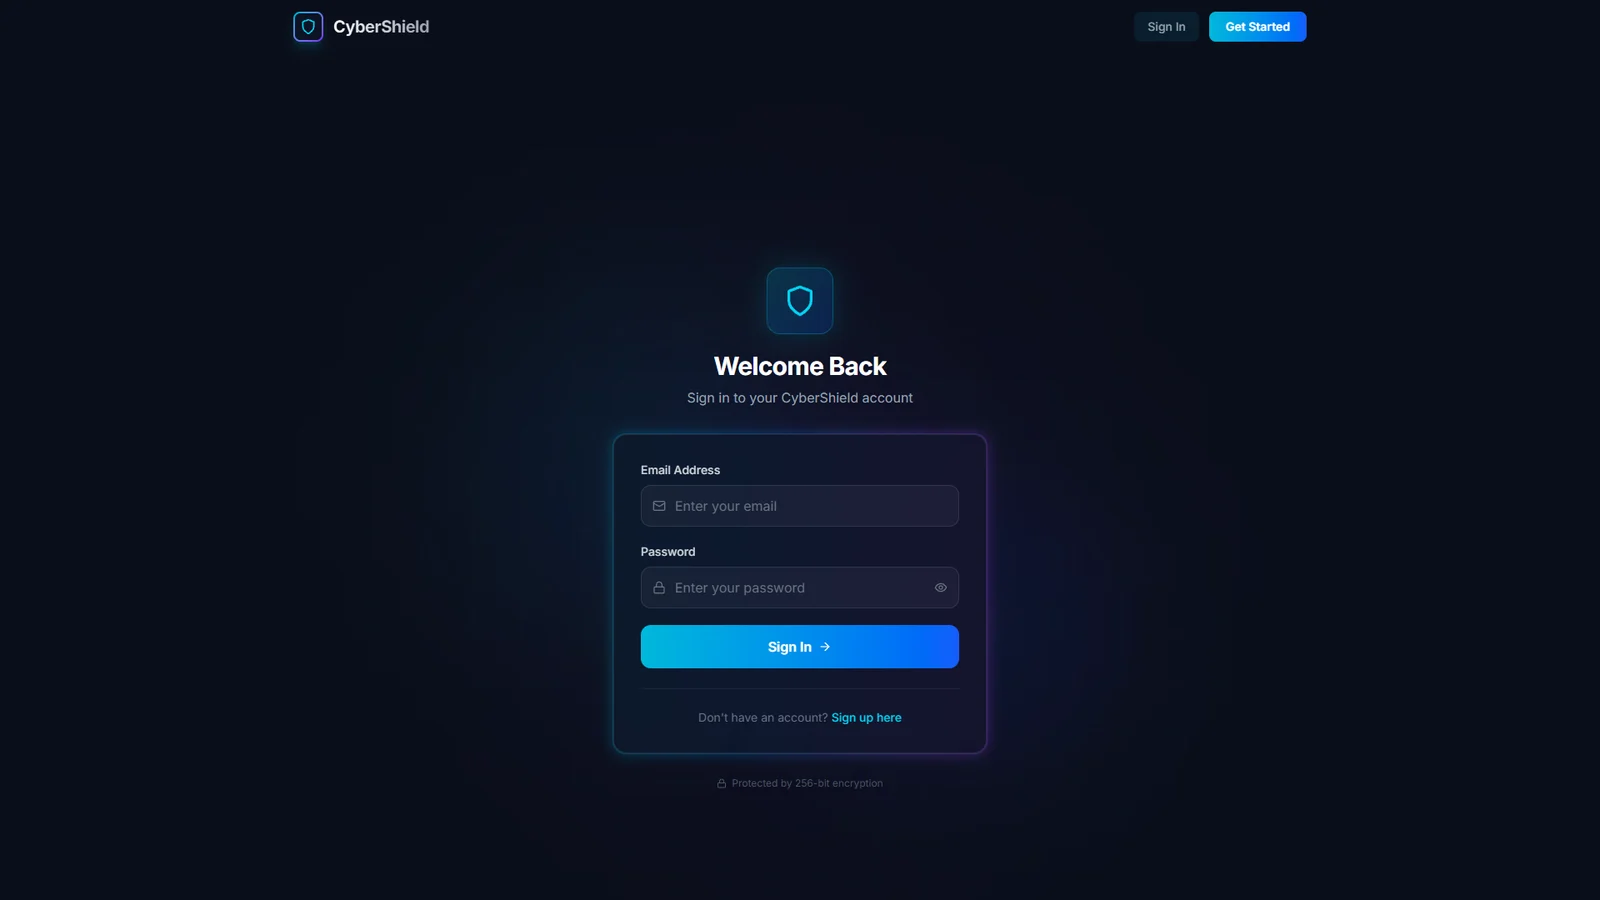 CyberShield
Sign In
Get Started
Welcome Back
Sign in to your CyberShield account
Email Address
Enter your email
Password
Enter your password
Sign In →
Don't have an account? Sign up here
Protected by 256-bit encryption